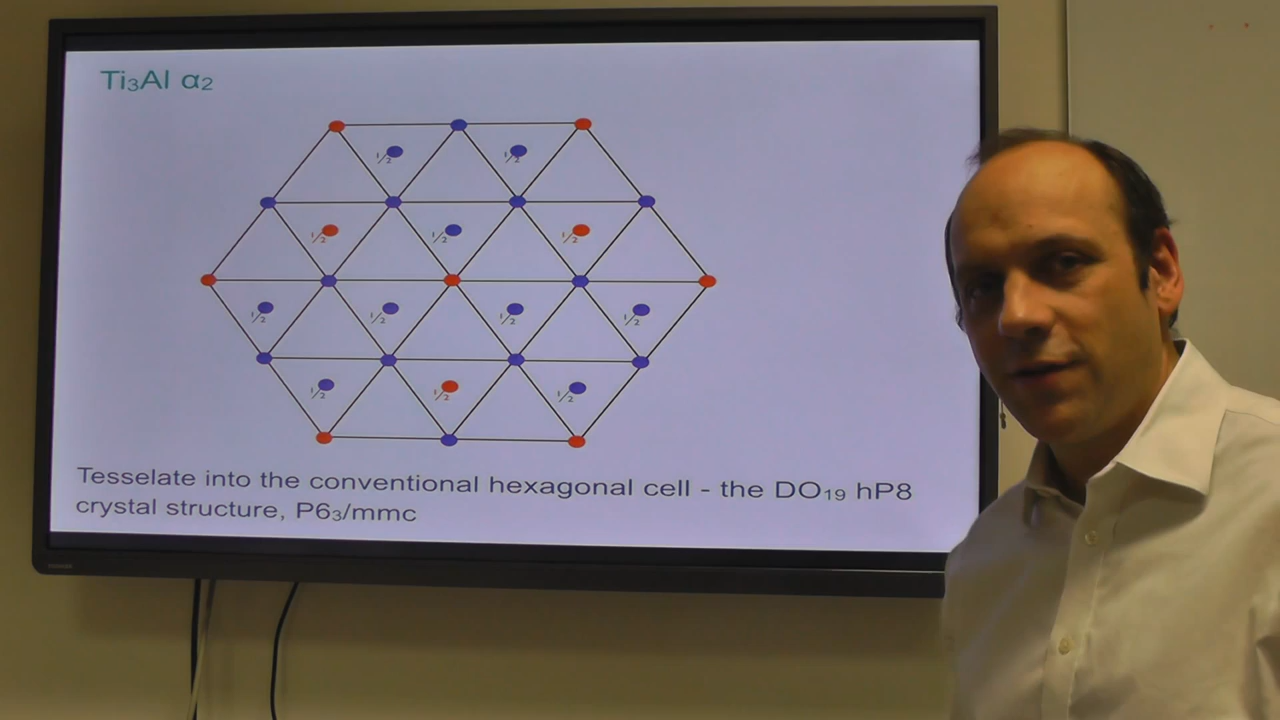 Ti₃Al α₂
1/2 1/2
1/2 1/2 1/2
1/2 1/2 1/2 1/2
1/2 1/2 1/2
Tesselate into the conventional hexagonal cell - the DO₁₉ hP8
crystal structure, P6₃/mmc
TOSHIBA